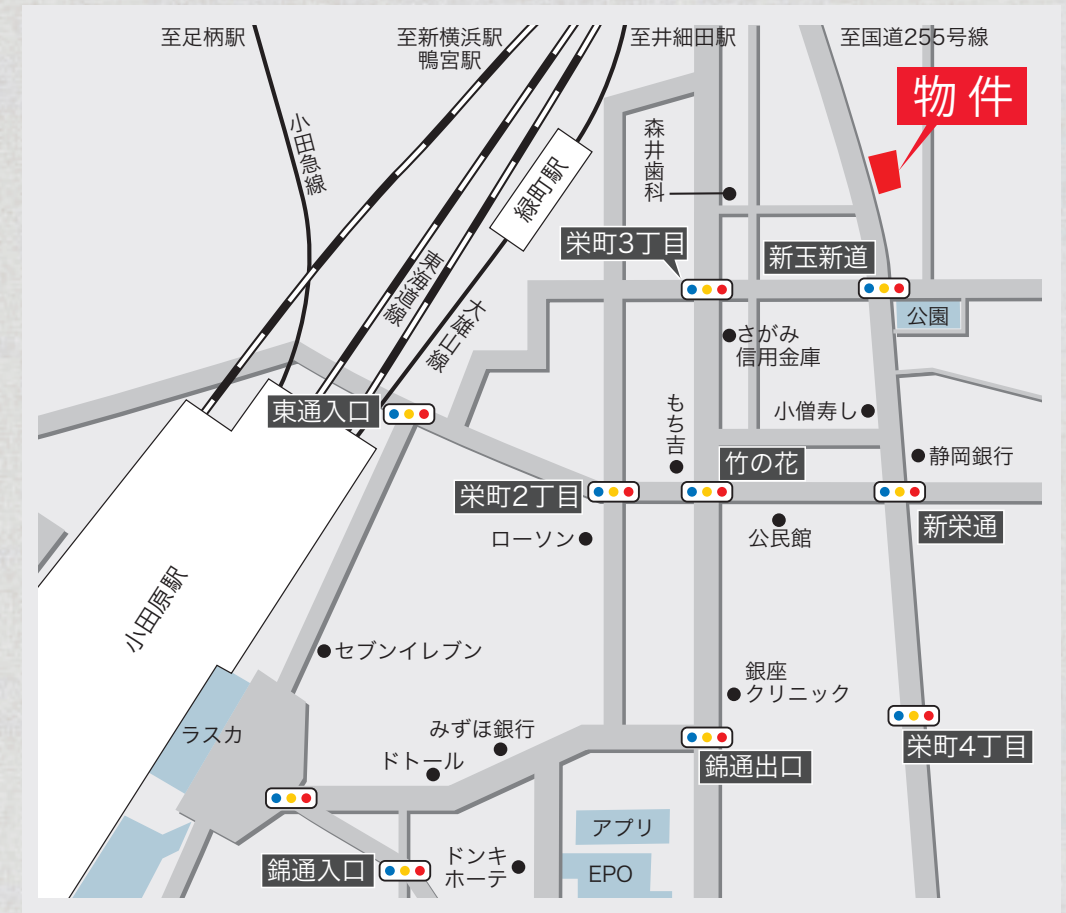 至足柄駅
至新横浜駅
鴨宮駅
至井細田駅
至国道255号線
物件
小田急線
森井歯科
緑町駅
栄町3丁目
新玉新道
東海道線
大雄山線
公園
さがみ
信用金庫
東通入口
もち吉
小僧寿し
竹の花
静岡銀行
栄町2丁目
新栄通
ローソン
公民館
小田原駅
セブンイレブン
銀座
クリニック
ラスカ
みずほ銀行
栄町4丁目
ドトール
錦通出口
アプリ
錦通入口
ドンキ
ホーテ
EPO